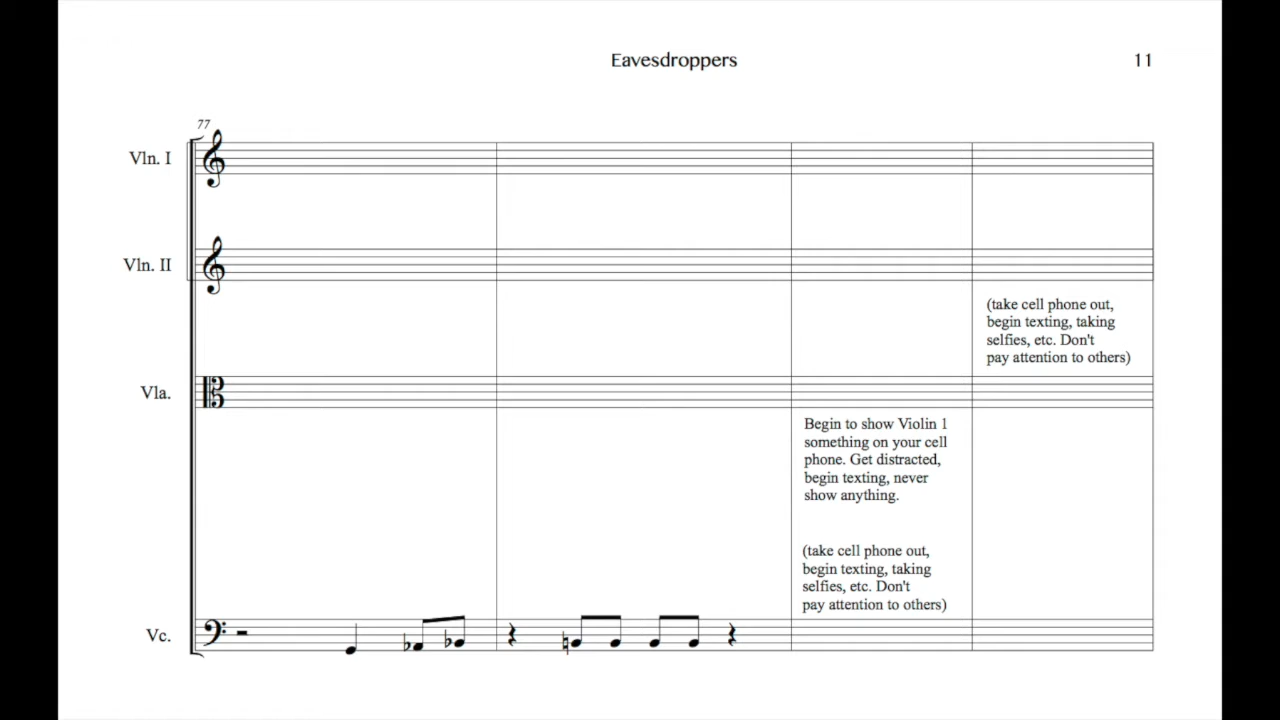 Eavesdroppers
11
77
Vln. I
Vln. II
(take cell phone out,
begin texting, taking
selfies, etc. Don't
pay attention to others)
Vla.
Begin to show Violin 1
something on your cell
phone. Get distracted,
begin texting, never
show anything.
(take cell phone out,
begin texting, taking
selfies, etc. Don't
pay attention to others)
Vc.